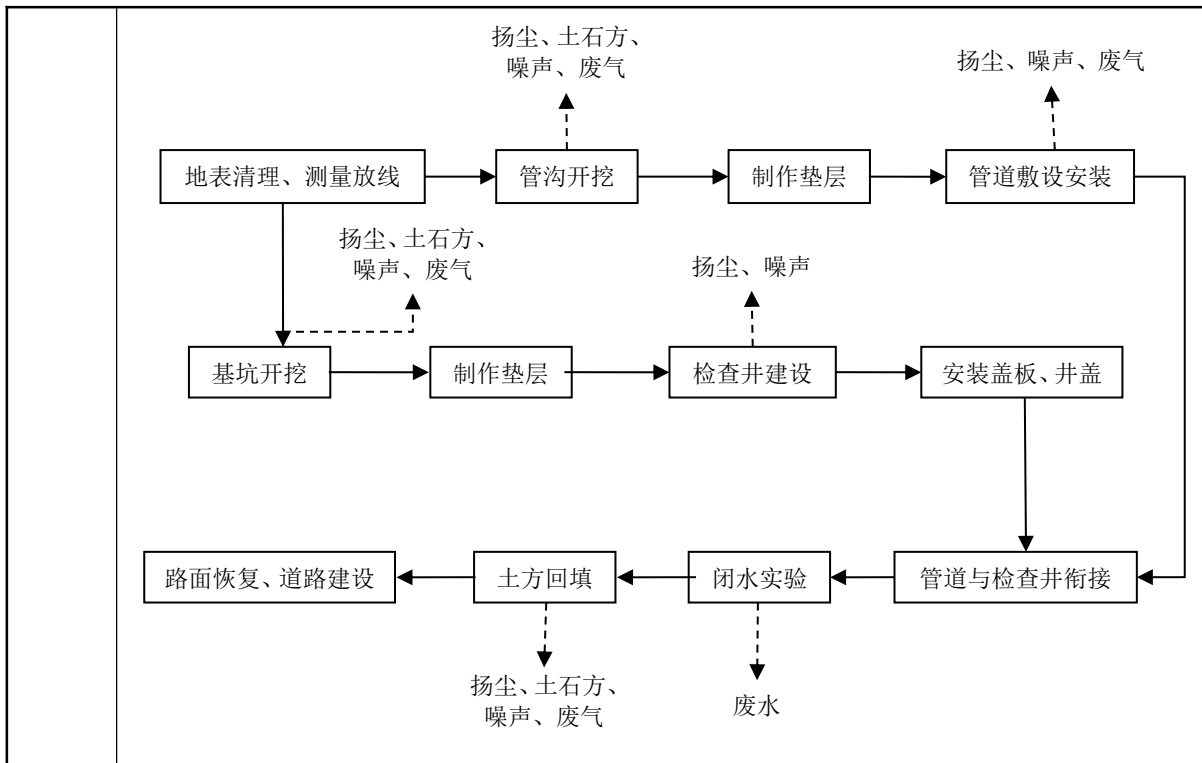 扬尘、土石方、
噪声、废气
扬尘、噪声、废气
地表清理、测量放线
管沟开挖
制作垫层
管道敷设安装
扬尘、土石方、
噪声、废气
扬尘、噪声
基坑开挖
制作垫层
检查井建设
安装盖板、井盖
路面恢复、道路建设
土方回填
闭水实验
管道与检查井衔接
扬尘、土石方、
噪声、废气
废水